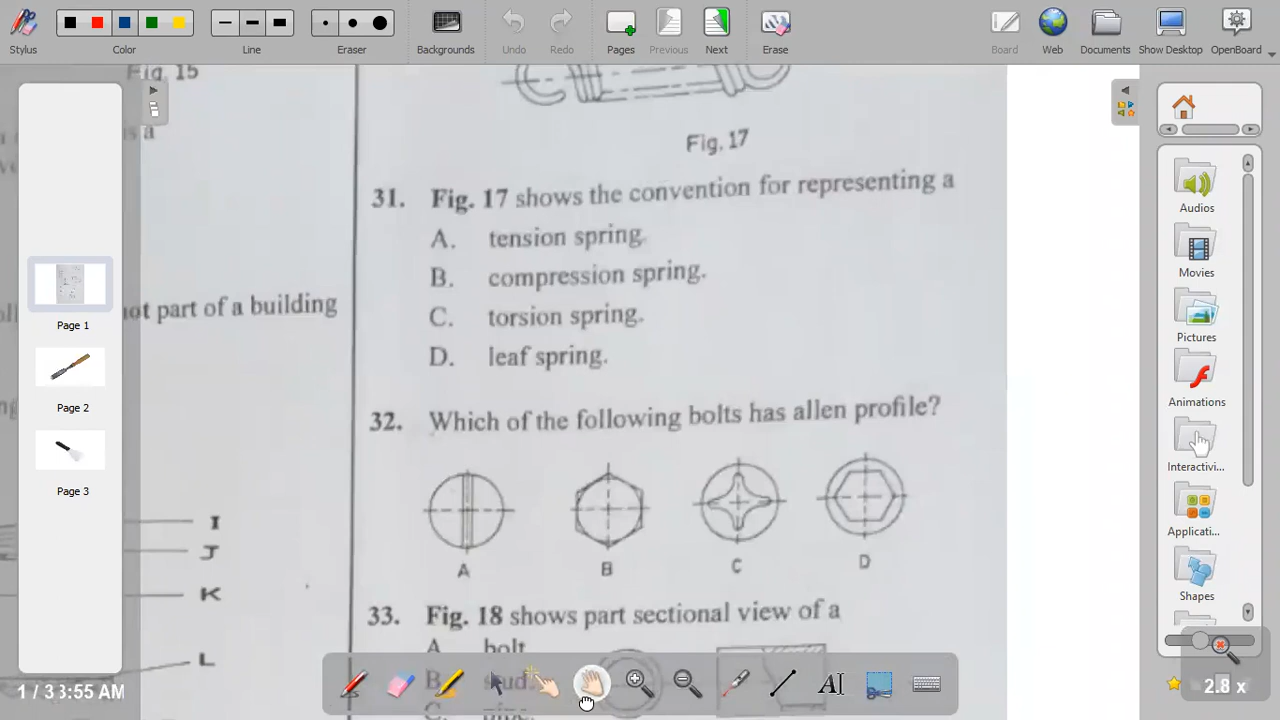 Stylus
Color
Line
Eraser
Backgrounds
Undo
Redo
Pages
Previous
Next
Erase
Board
Web
Documents
Show Desktop
OpenBoard
Fig. 15
is a
not part of a building
I
J
K
L
Fig. 17
31. Fig. 17 shows the convention for representing a
A. tension spring.
B. compression spring.
C. torsion spring.
D. leaf spring.
32. Which of the following bolts has allen profile?
A B C D
33. Fig. 18 shows part sectional view of a
A. bolt
B. stud
C. pipe
Page 1
Page 2
Page 3
1 / 3
3:55 AM
Audios
Movies
Pictures
Animations
Interactivi...
Applicati...
Shapes
2.8 x